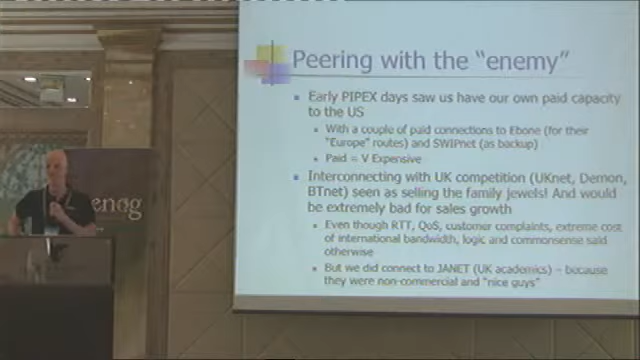 Peering with the "enemy"
Early PIPEX days saw us have our own paid capacity
to the US
With a couple of paid connections to Ebone (for their
"Europe" routes) and SWIPnet (as backup)
Paid = V Expensive
Interconnecting with UK competition (UKnet, Demon,
BTnet) seen as selling the family jewels! And would
be extremely bad for sales growth
Even though RTT, QoS, customer complaints, extreme cost
of international bandwidth, logic and commonsense said
otherwise
But we did connect to JANET (UK academics) – because
they were non-commercial and "nice guys"
enog